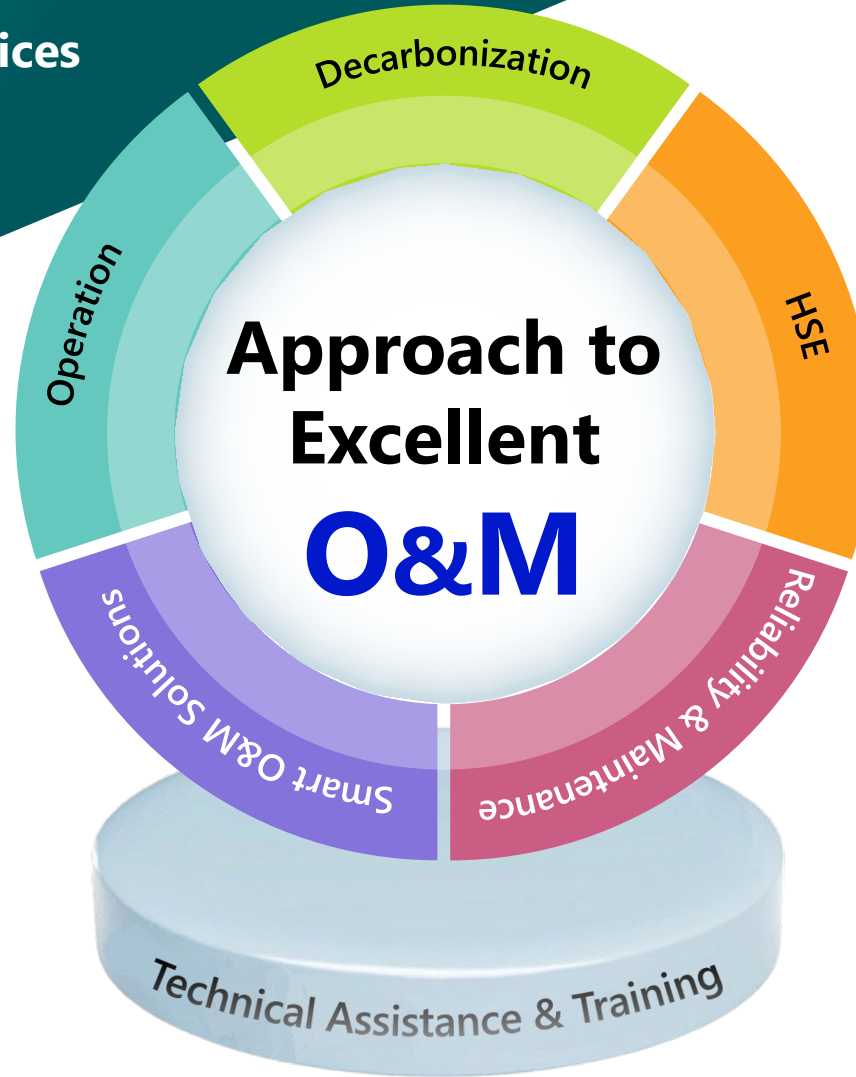 ices
Decarbonization
Operation
HSE
Approach to
Excellent
O&M
Smart O&M Solutions
Reliability & Maintenance
Technical Assistance & Training